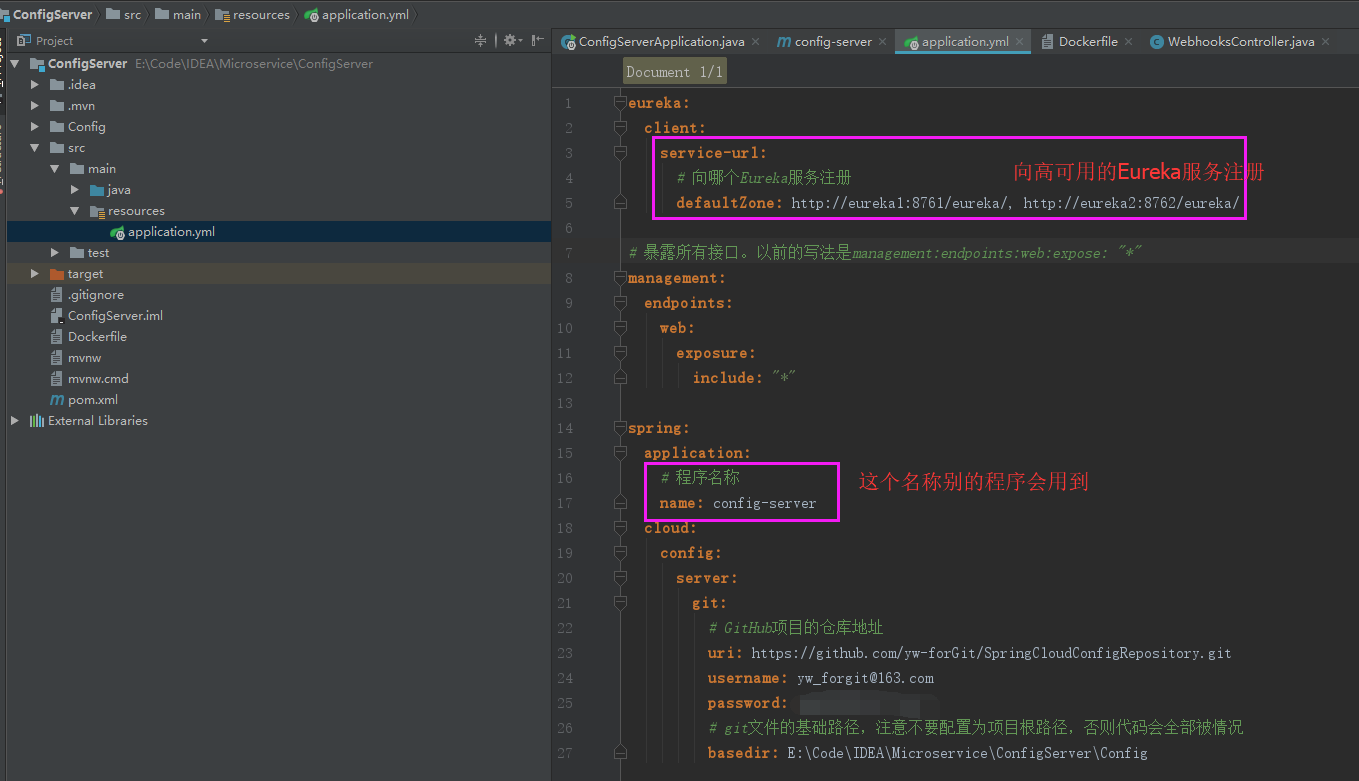 ConfigServer src main resources application.yml
Project
ConfigServer E:\Code\IDEA\Microservice\ConfigServer
.idea
.mvn
Config
src
main
java
resources
application.yml
test
target
.gitignore
ConfigServer.iml
Dockerfile
mvnw
mvnw.cmd
pom.xml
External Libraries
ConfigServerApplication.java config-server application.yml Dockerfile WebhooksController.java
Document 1/1
1 eureka:
2 client:
3 service-url:
向高可用的Eureka服务注册
4 # 向哪个Eureka服务注册
5 defaultZone: http://eureka1:8761/eureka/, http://eureka2:8762/eureka/
6
7 # 暴露所有接口。以前的写法是management:endpoints:web:expose: "*"
8 management:
9 endpoints:
10 web:
11 exposure:
12 include: "*"
13
14 spring:
15 application:
16 # 程序名称
这个名称别的程序会用到
17 name: config-server
18 cloud:
19 config:
20 server:
21 git:
22 # GitHub项目的仓库地址
23 uri: https://github.com/yw-forGit/SpringCloudConfigRepository.git
24 username: yw_forgit@163.com
25 password:
26 # git文件的基础路径，注意不要配置为项目根路径，否则代码会全部被情况
27 basedir: E:\Code\IDEA\Microservice\ConfigServer\Config